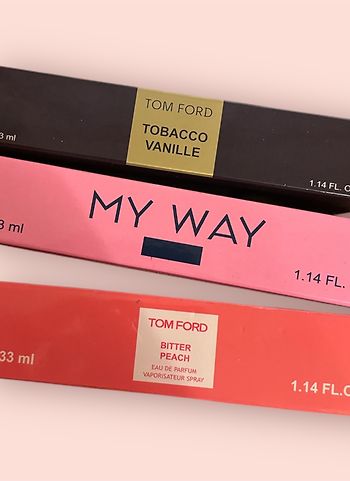 TOM FORD
TOBACCO
VANILLE
3 ml
1.14 FL.
MY WAY
3 ml
1.14 FL.
TOM FORD
BITTER
PEACH
EAU DE PARFUM
VAPORISATEUR SPRAY
33 ml
1.14 FL.